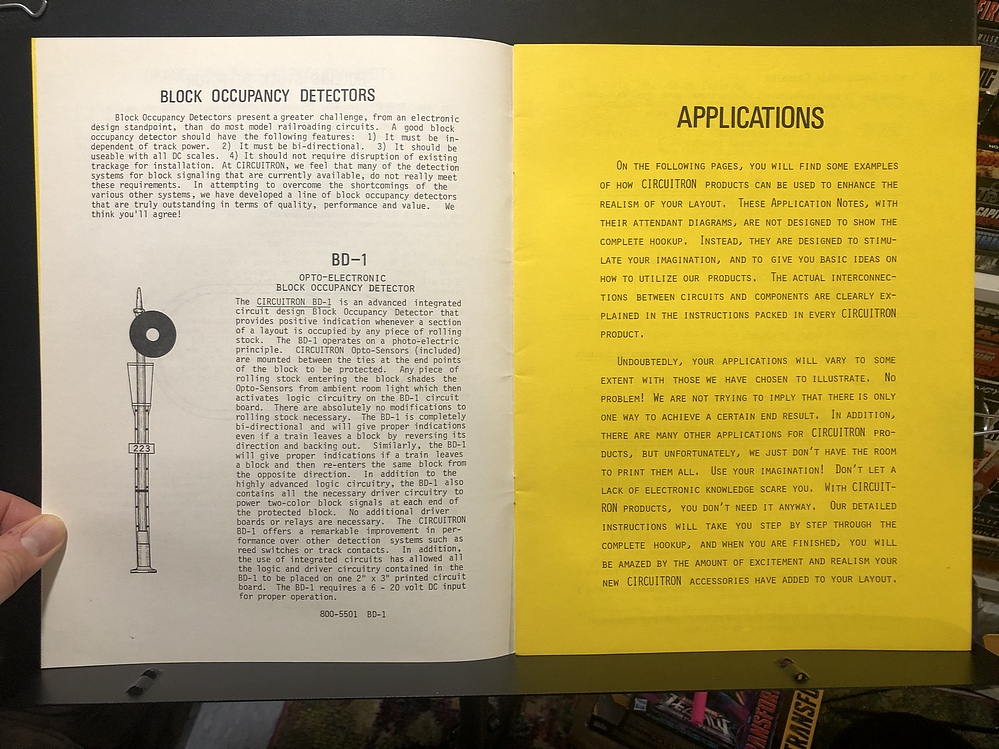 BLOCK OCCUPANCY DETECTORS
Block Occupancy Detectors present a greater challenge, from an electronic
design standpoint, than do most model railroading circuits. A good block
occupancy detector should have the following features: 1) It must be in-
dependent of track power. 2) It must be bi-directional. 3) It should be
useable with all DC scales. 4) It should not require disruption of existing
trackage for installation. At CIRCUITRON, we feel that many of the detection
systems for block signaling that are currently available, do not really meet
these requirements. In attempting to overcome the shortcomings of the
various other systems, we have developed a line of block occupancy detectors
that are truly outstanding in terms of quality, performance and value. We
think you'll agree!
BD-1
OPTO-ELECTRONIC
BLOCK OCCUPANCY DETECTOR
The CIRCUITRON BD-1 is an advanced integrated
circuit design Block Occupancy Detector that
provides positive indication whenever a section
of a layout is occupied by any piece of rolling
stock. The BD-1 operates on a photo-electric
principle. CIRCUITRON Opto-Sensors (included)
are mounted between the ties at the end points
of the block to be protected. Any piece of
rolling stock entering the block shades the
Opto-Sensors from ambient room light which then
activates logic circuitry on the BD-1 circuit
board. There are absolutely no modifications to
rolling stock necessary. The BD-1 is completely
bi-directional and will give proper indications
even if a train leaves a block by reversing its
direction and backing out. Similarly, the BD-1
will give proper indications if a train leaves
a block and then re-enters the same block from
the opposite direction. In addition to the
highly advanced logic circuitry, the BD-1 also
contains all the necessary driver circuitry to
power two-color block signals at each end of
the protected block. No additional driver
boards or relays are necessary. The CIRCUITRON
BD-1 offers a remarkable improvement in per-
formance over other detection systems such as
reed switches or track contacts. In addition,
the use of integrated circuits has allowed all
the logic and driver circuitry contained in the
BD-1 to be placed on one 2" x 3" printed circuit
board. The BD-1 requires a 6 - 20 volt DC input
for proper operation.
800-5501 BD-1
223
APPLICATIONS
ON THE FOLLOWING PAGES, YOU WILL FIND SOME EXAMPLES
OF HOW CIRCUITRON PRODUCTS CAN BE USED TO ENHANCE THE
REALISM OF YOUR LAYOUT. THESE APPLICATION NOTES, WITH
THEIR ATTENDANT DIAGRAMS, ARE NOT DESIGNED TO SHOW THE
COMPLETE HOOKUP. INSTEAD, THEY ARE DESIGNED TO STIMU-
LATE YOUR IMAGINATION, AND TO GIVE YOU BASIC IDEAS ON
HOW TO UTILIZE OUR PRODUCTS. THE ACTUAL INTERCONNEC-
TIONS BETWEEN CIRCUITS AND COMPONENTS ARE CLEARLY EX-
PLAINED IN THE INSTRUCTIONS PACKED IN EVERY CIRCUITRON
PRODUCT.
UNDOUBTEDLY, YOUR APPLICATIONS WILL VARY TO SOME
EXTENT WITH THOSE WE HAVE CHOSEN TO ILLUSTRATE. NO
PROBLEM! WE ARE NOT TRYING TO IMPLY THAT THERE IS ONLY
ONE WAY TO ACHIEVE A CERTAIN END RESULT. IN ADDITION,
THERE ARE MANY OTHER APPLICATIONS FOR CIRCUITRON PRO-
DUCTS, BUT UNFORTUNATELY, WE JUST DON'T HAVE THE ROOM
TO PRINT THEM ALL. USE YOUR IMAGINATION! DON'T LET A
LACK OF ELECTRONIC KNOWLEDGE SCARE YOU. WITH CIRCUIT-
RON PRODUCTS, YOU DON'T NEED IT ANYWAY. OUR DETAILED
INSTRUCTIONS WILL TAKE YOU STEP BY STEP THROUGH THE
COMPLETE HOOKUP, AND WHEN YOU ARE FINISHED, YOU WILL
BE AMAZED BY THE AMOUNT OF EXCITEMENT AND REALISM YOUR
NEW CIRCUITRON ACCESSORIES HAVE ADDED TO YOUR LAYOUT.